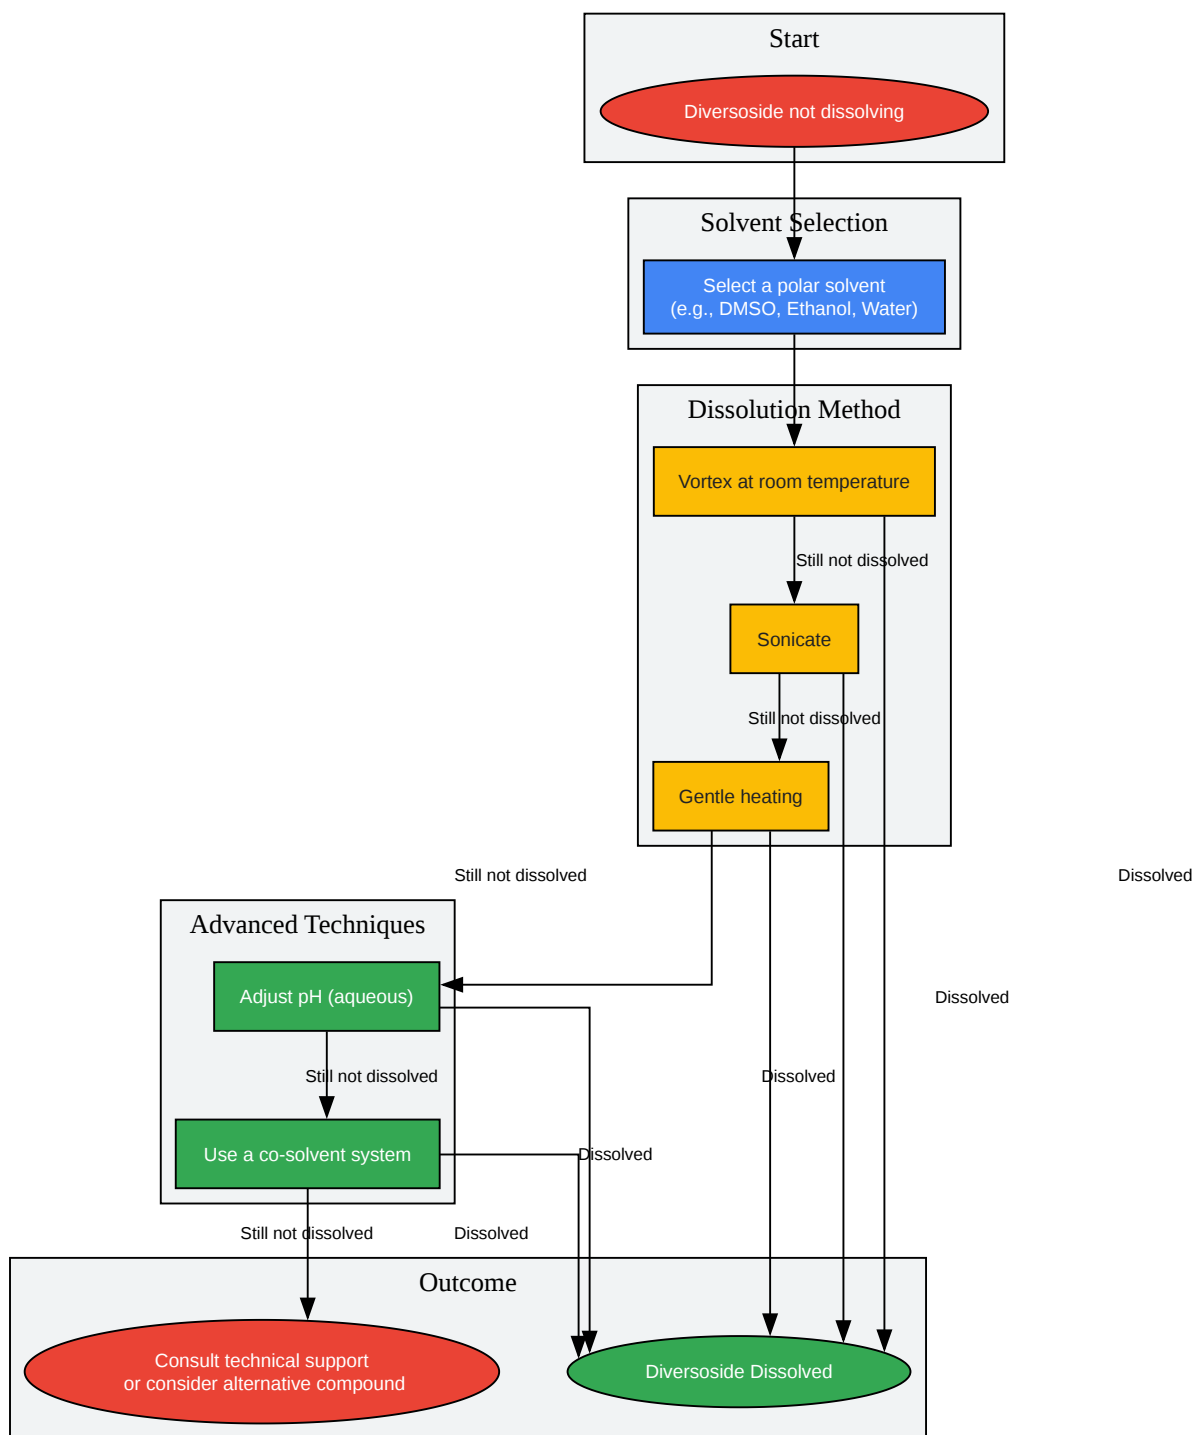 Start
Diversoside not dissolving
Solvent Selection
Select a polar solvent
(e.g., DMSO, Ethanol, Water)
Dissolution Method
Vortex at room temperature
Still not dissolved
Sonicate
Still not dissolved
Gentle heating
Still not dissolved
Dissolved
Advanced Techniques
Adjust pH (aqueous)
Dissolved
Still not dissolved
Dissolved
Use a co-solvent system
Dissolved
Still not dissolved
Dissolved
Outcome
Consult technical support
or consider alternative compound
Diversoside Dissolved